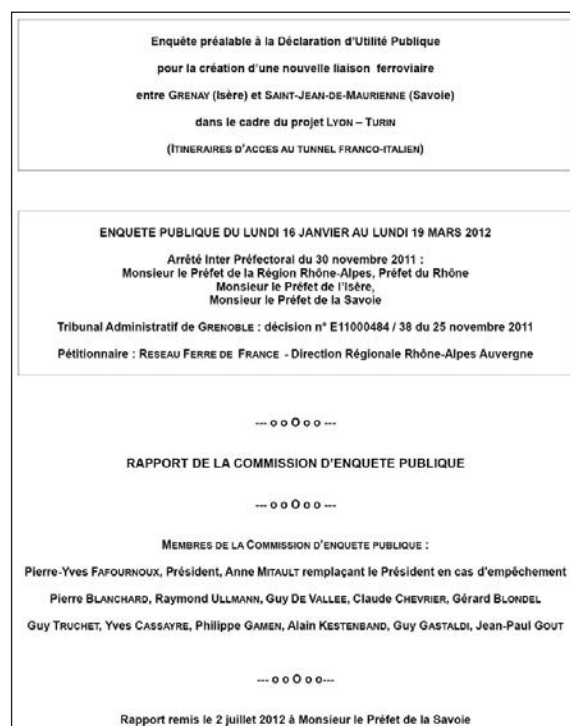 Enquête préalable à la Déclaration d'Utilité Publique
pour la création d'une nouvelle liaison ferroviaire
entre GRENAY (Isère) et SAINT-JEAN-DE-MAURIENNE (Savoie)
dans le cadre du projet LYON – TURIN
(ITINERAIRES D'ACCES AU TUNNEL FRANCO-ITALIEN)
ENQUETE PUBLIQUE DU LUNDI 16 JANVIER AU LUNDI 19 MARS 2012
Arrêté Inter Préfectoral du 30 novembre 2011 :
Monsieur le Préfet de la Région Rhône-Alpes, Préfet du Rhône
Monsieur le Préfet de l'Isère,
Monsieur le Préfet de la Savoie
Tribunal Administratif de GRENOBLE : décision n° E11000484 / 38 du 25 novembre 2011
Pétitionnaire : RESEAU FERRE DE FRANCE - Direction Régionale Rhône-Alpes Auvergne
--- o o O o o ---
RAPPORT DE LA COMMISSION D'ENQUETE PUBLIQUE
--- o o O o o ---
MEMBRES DE LA COMMISSION D'ENQUETE PUBLIQUE :
Pierre-Yves FAFOURNOUX, Président, Anne MITAULT remplaçant le Président en cas d'empêchement
Pierre BLANCHARD, Raymond ULLMANN, Guy DE VALLEE, Claude CHEVRIER, Gérard BLONDEL
Guy TRUCHET, Yves CASSAYRE, Philippe GAMEN, Alain KESTENBAND, Guy GASTALDI, Jean-Paul GOUT
--- o o O o o---
Rapport remis le 2 juillet 2012 à Monsieur le Préfet de la Savoie